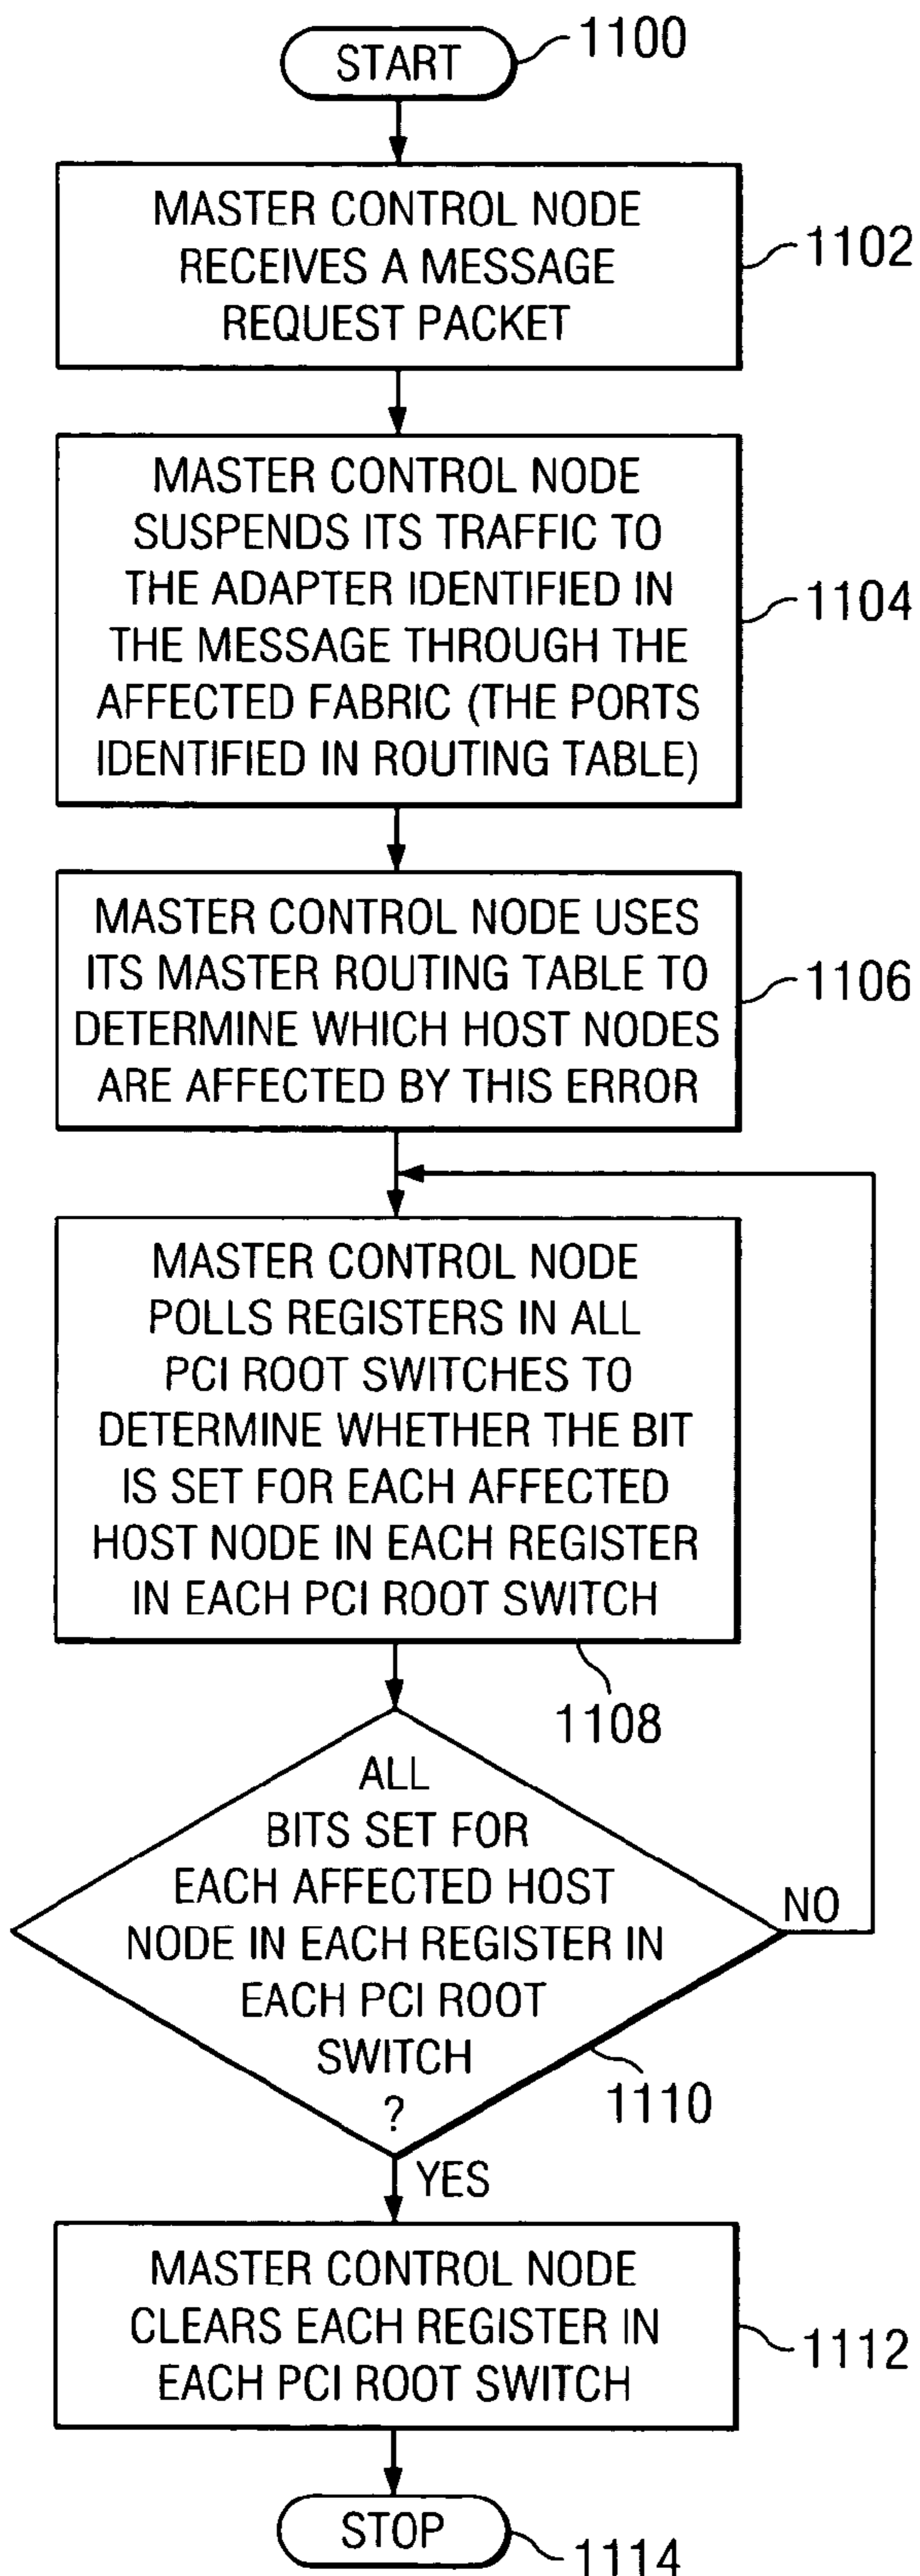 START
1100
MASTER CONTROL NODE
RECEIVES A MESSAGE
REQUEST PACKET
1102
MASTER CONTROL NODE
SUSPENDS ITS TRAFFIC TO
THE ADAPTER IDENTIFIED IN
THE MESSAGE THROUGH THE
AFFECTED FABRIC (THE PORTS
IDENTIFIED IN ROUTING TABLE)
1104
MASTER CONTROL NODE USES
ITS MASTER ROUTING TABLE TO
DETERMINE WHICH HOST NODES
ARE AFFECTED BY THIS ERROR
1106
MASTER CONTROL NODE
POLLS REGISTERS IN ALL
PCI ROOT SWITCHES TO
DETERMINE WHETHER THE BIT
IS SET FOR EACH AFFECTED
HOST NODE IN EACH REGISTER
IN EACH PCI ROOT SWITCH
1108
ALL
BITS SET FOR
EACH AFFECTED HOST
NODE IN EACH REGISTER IN
EACH PCI ROOT
SWITCH
?
NO
1110
YES
MASTER CONTROL NODE
CLEARS EACH REGISTER IN
EACH PCI ROOT SWITCH
1112
STOP
1114